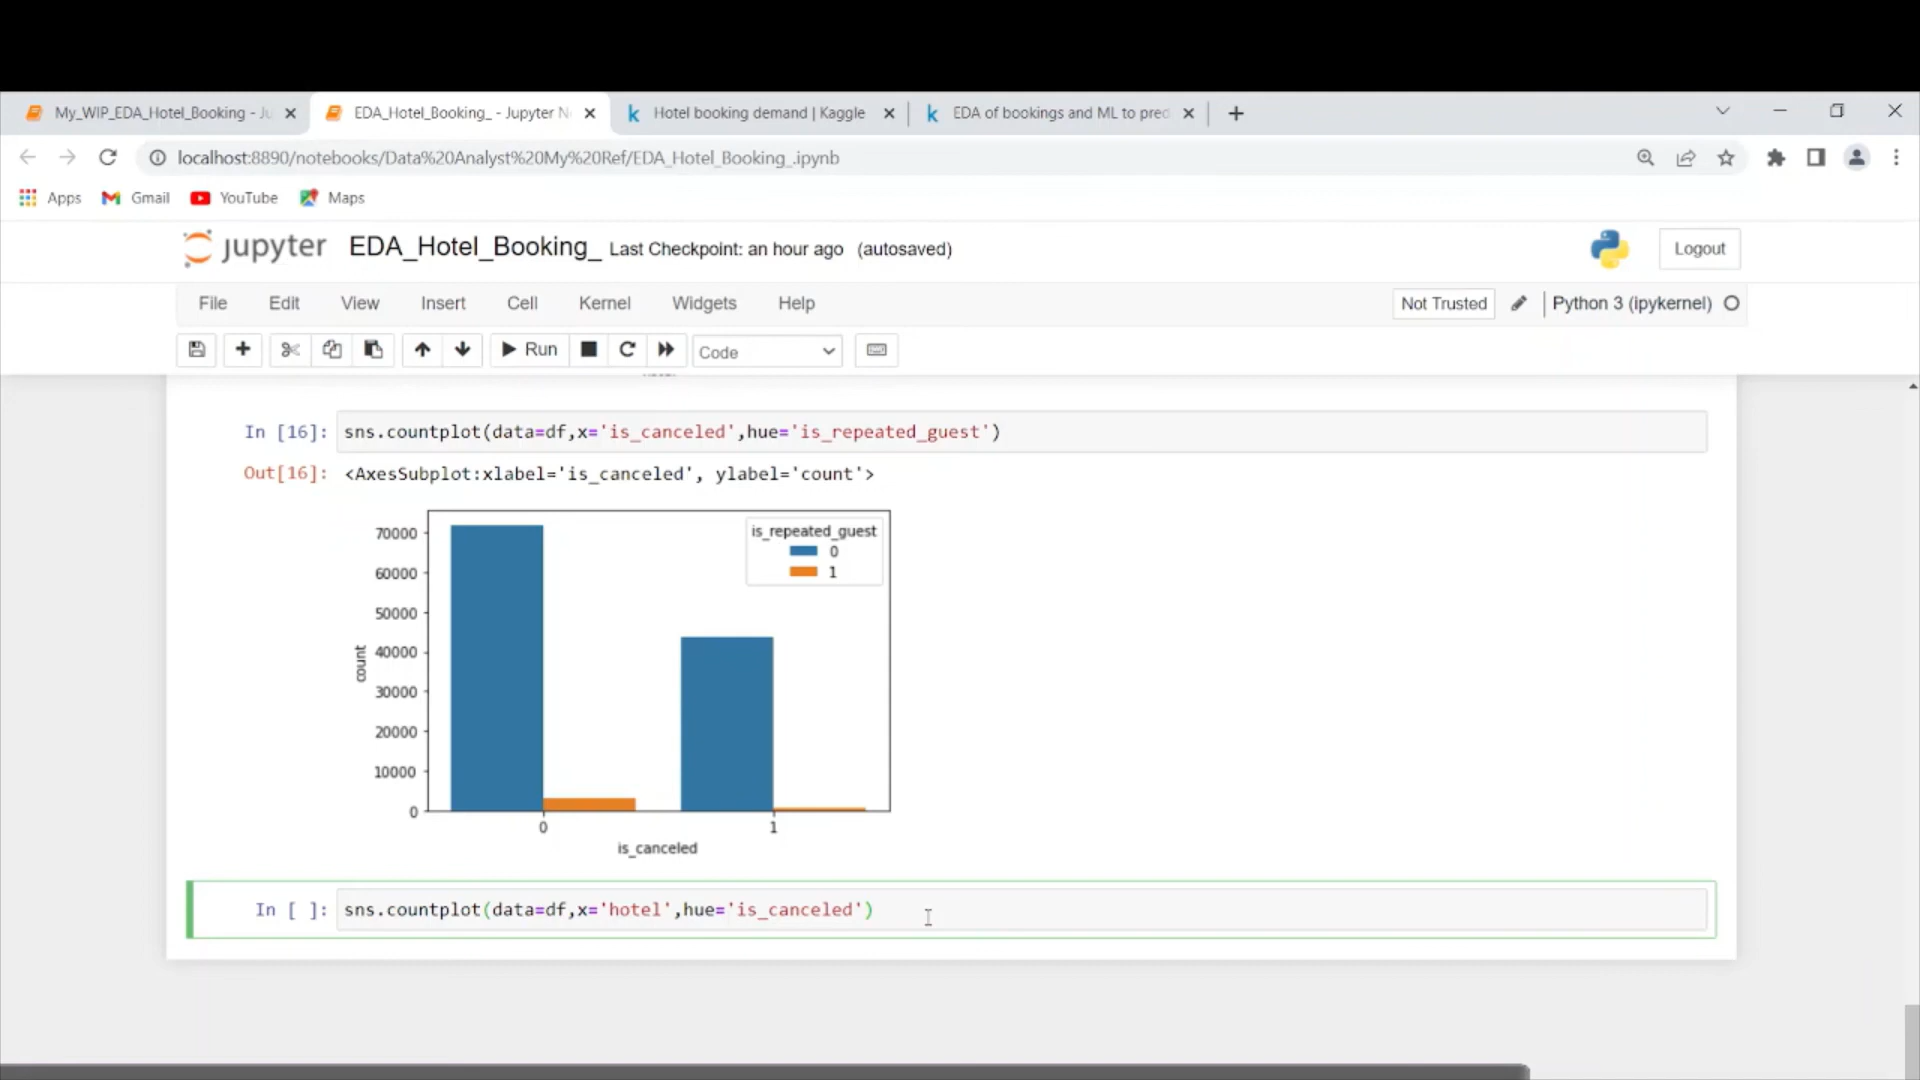 My_WIP_EDA_Hotel_Booking - Ju
EDA_Hotel_Booking_ - Jupyter N
Hotel booking demand | Kaggle
EDA of bookings and ML to pred
localhost:8890/notebooks/Data%20Analyst%20My%20Ref/EDA_Hotel_Booking_.ipynb
Apps Gmail YouTube Maps
jupyter EDA_Hotel_Booking_ Last Checkpoint: an hour ago (autosaved) Logout
File Edit View Insert Cell Kernel Widgets Help Not Trusted Python 3 (ipykernel)
Run Code
In [16]: sns.countplot(data=df,x='is_canceled',hue='is_repeated_guest')
Out[16]: <AxesSubplot:xlabel='is_canceled', ylabel='count'>
is_repeated_guest
0
1
70000
60000
50000
40000
30000
20000
10000
0
count
0 1
is_canceled
In [ ]: sns.countplot(data=df,x='hotel',hue='is_canceled')